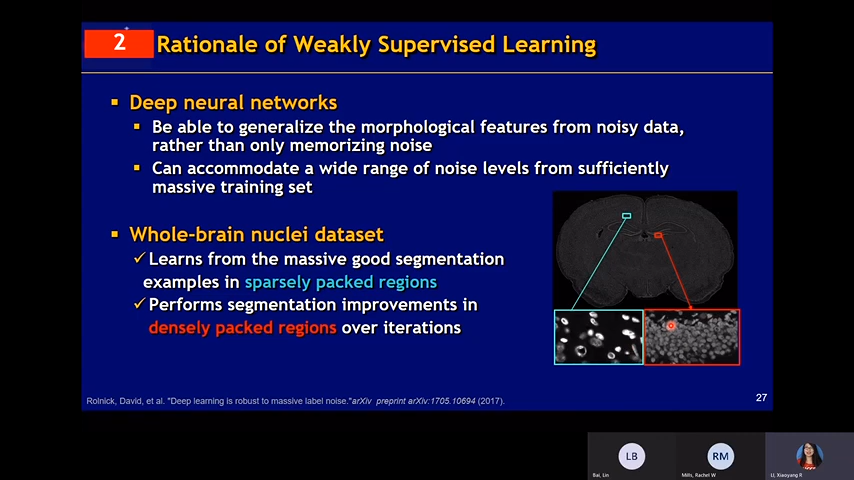 2
Rationale of Weakly Supervised Learning
Deep neural networks
Be able to generalize the morphological features from noisy data,
rather than only memorizing noise
Can accommodate a wide range of noise levels from sufficiently
massive training set
Whole-brain nuclei dataset
Learns from the massive good segmentation
examples in sparsely packed regions
Performs segmentation improvements in
densely packed regions over iterations
Rolnick, David, et al. "Deep learning is robust to massive label noise."arXiv preprint arXiv:1705.10694 (2017).
27
LB
RM
Bai, Lin
Mills, Rachel W
LI, Xiaoyang R